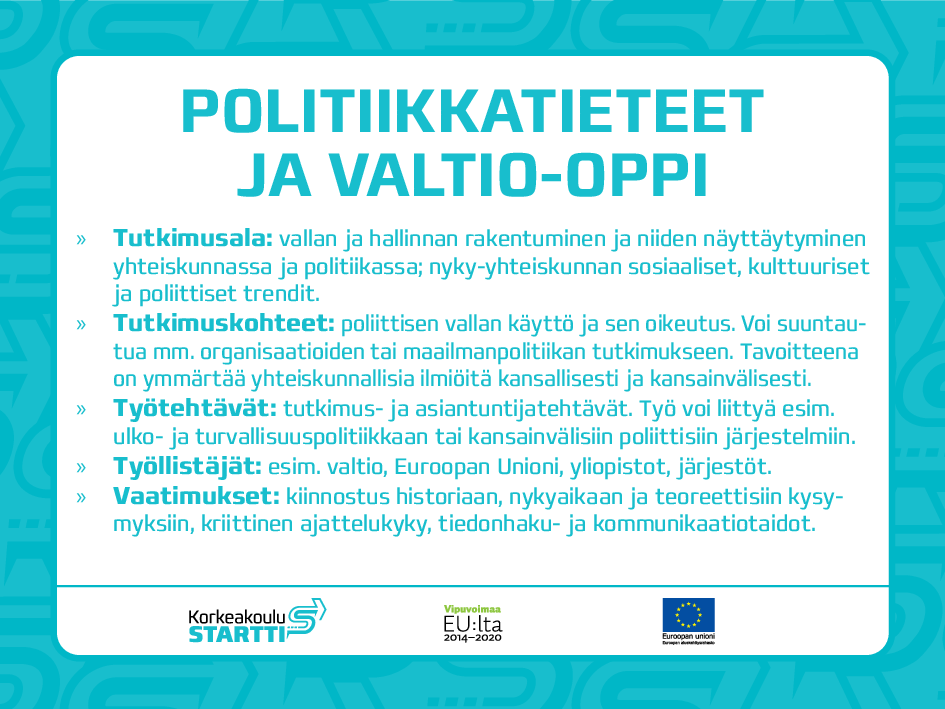 POLITIIKKATIETEET
JA VALTIO-OPPI
» Tutkimusala: vallan ja hallinnan rakentuminen ja niiden näyttäytyminen
yhteiskunnassa ja politiikassa; nyky-yhteiskunnan sosiaaliset, kulttuuriset
ja poliittiset trendit.
» Tutkimuskohteet: poliittisen vallan käyttö ja sen oikeutus. Voi suuntau-
tua mm. organisaatioiden tai maailmanpolitiikan tutkimukseen. Tavoitteena
on ymmärtää yhteiskunnallisia ilmiöitä kansallisesti ja kansainvälisesti.
» Työtehtävät: tutkimus- ja asiantuntijatehtävät. Työ voi liittyä esim.
ulko- ja turvallisuuspolitiikkaan tai kansainvälisiin poliittisiin järjestelmiin.
» Työllistäjät: esim. valtio, Euroopan Unioni, yliopistot, järjestöt.
» Vaatimukset: kiinnostus historiaan, nykyaikaan ja teoreettisiin kysy-
myksiin, kriittinen ajattelukyky, tiedonhaku- ja kommunikaatiotaidot.
Korkeakoulu
STARTTI
Vipuvoimaa
EU:lta
2014–2020
Euroopan unioni
Euroopan aluekehitysrahasto